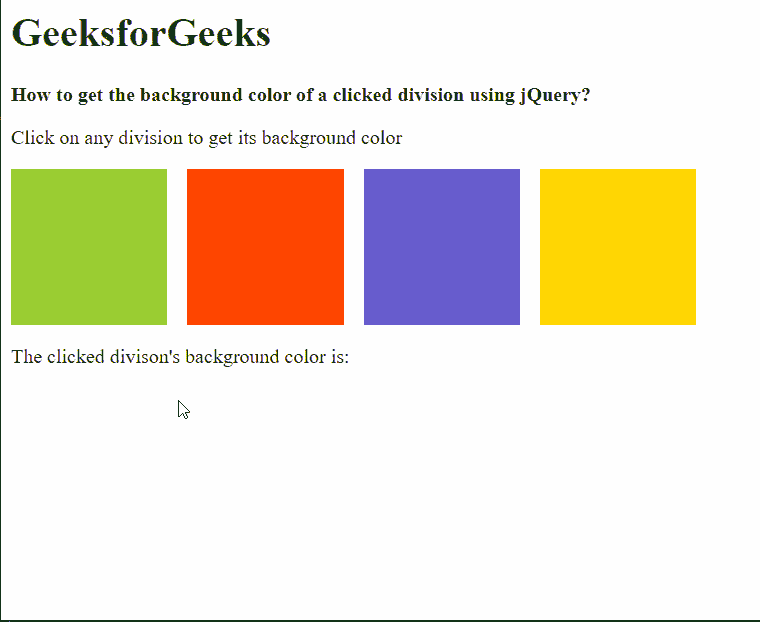 GeeksforGeeks
How to get the background color of a clicked division using jQuery?
Click on any division to get its background color
The clicked divison's background color is: